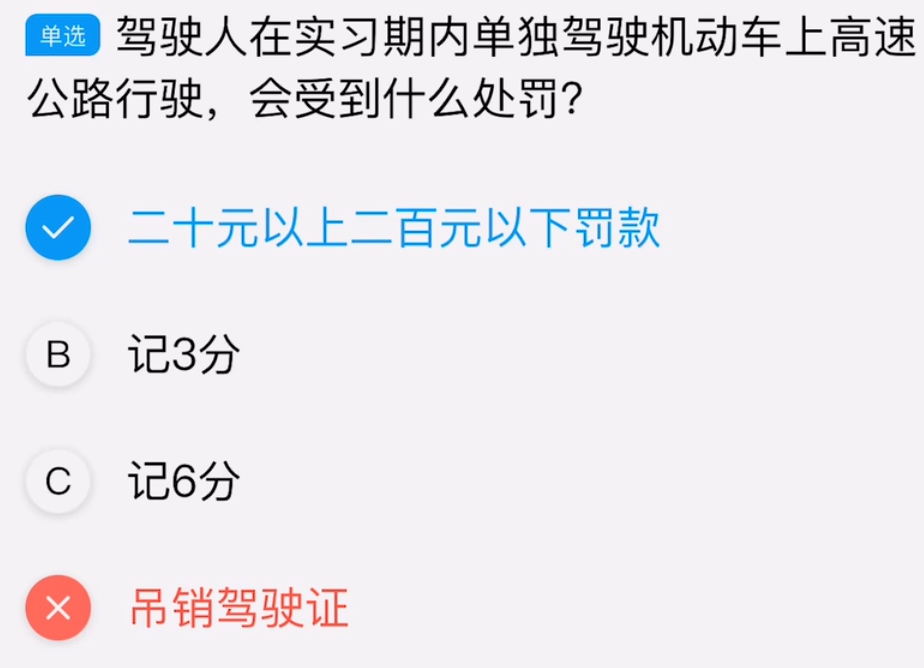 单选 驾驶人在实习期内单独驾驶机动车上高速
公路行驶，会受到什么处罚？
二十元以上二百元以下罚款
B 记3分
C 记6分
吊销驾驶证